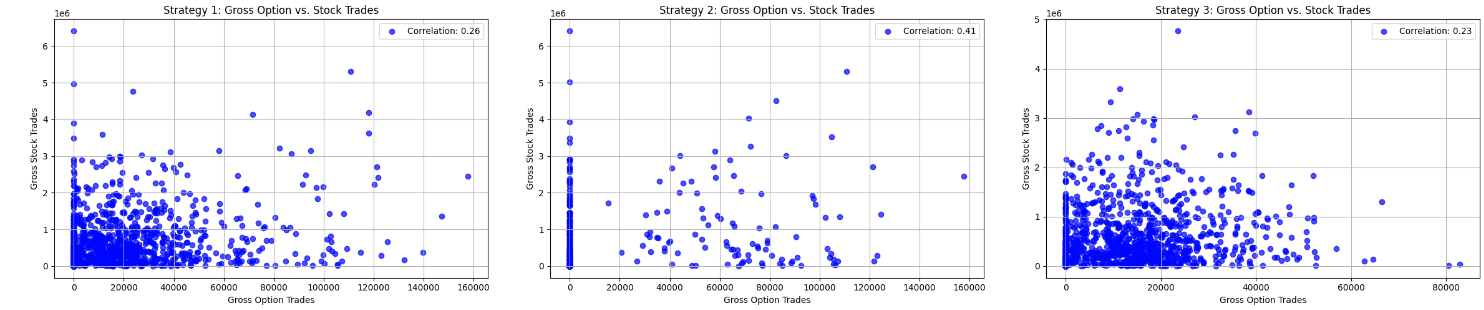 Strategy 1: Gross Option vs. Stock Trades
1e6
Correlation: 0.26
Gross Stock Trades
6
5
4
3
2
1
0
0 20000 40000 60000 80000 100000 120000 140000 160000
Gross Option Trades
Strategy 2: Gross Option vs. Stock Trades
1e6
Correlation: 0.41
Gross Stock Trades
6
5
4
3
2
1
0
0 20000 40000 60000 80000 100000 120000 140000 160000
Gross Option Trades
Strategy 3: Gross Option vs. Stock Trades
1e6
Correlation: 0.23
Gross Stock Trades
5
4
3
2
1
0
0 20000 40000 60000 80000
Gross Option Trades